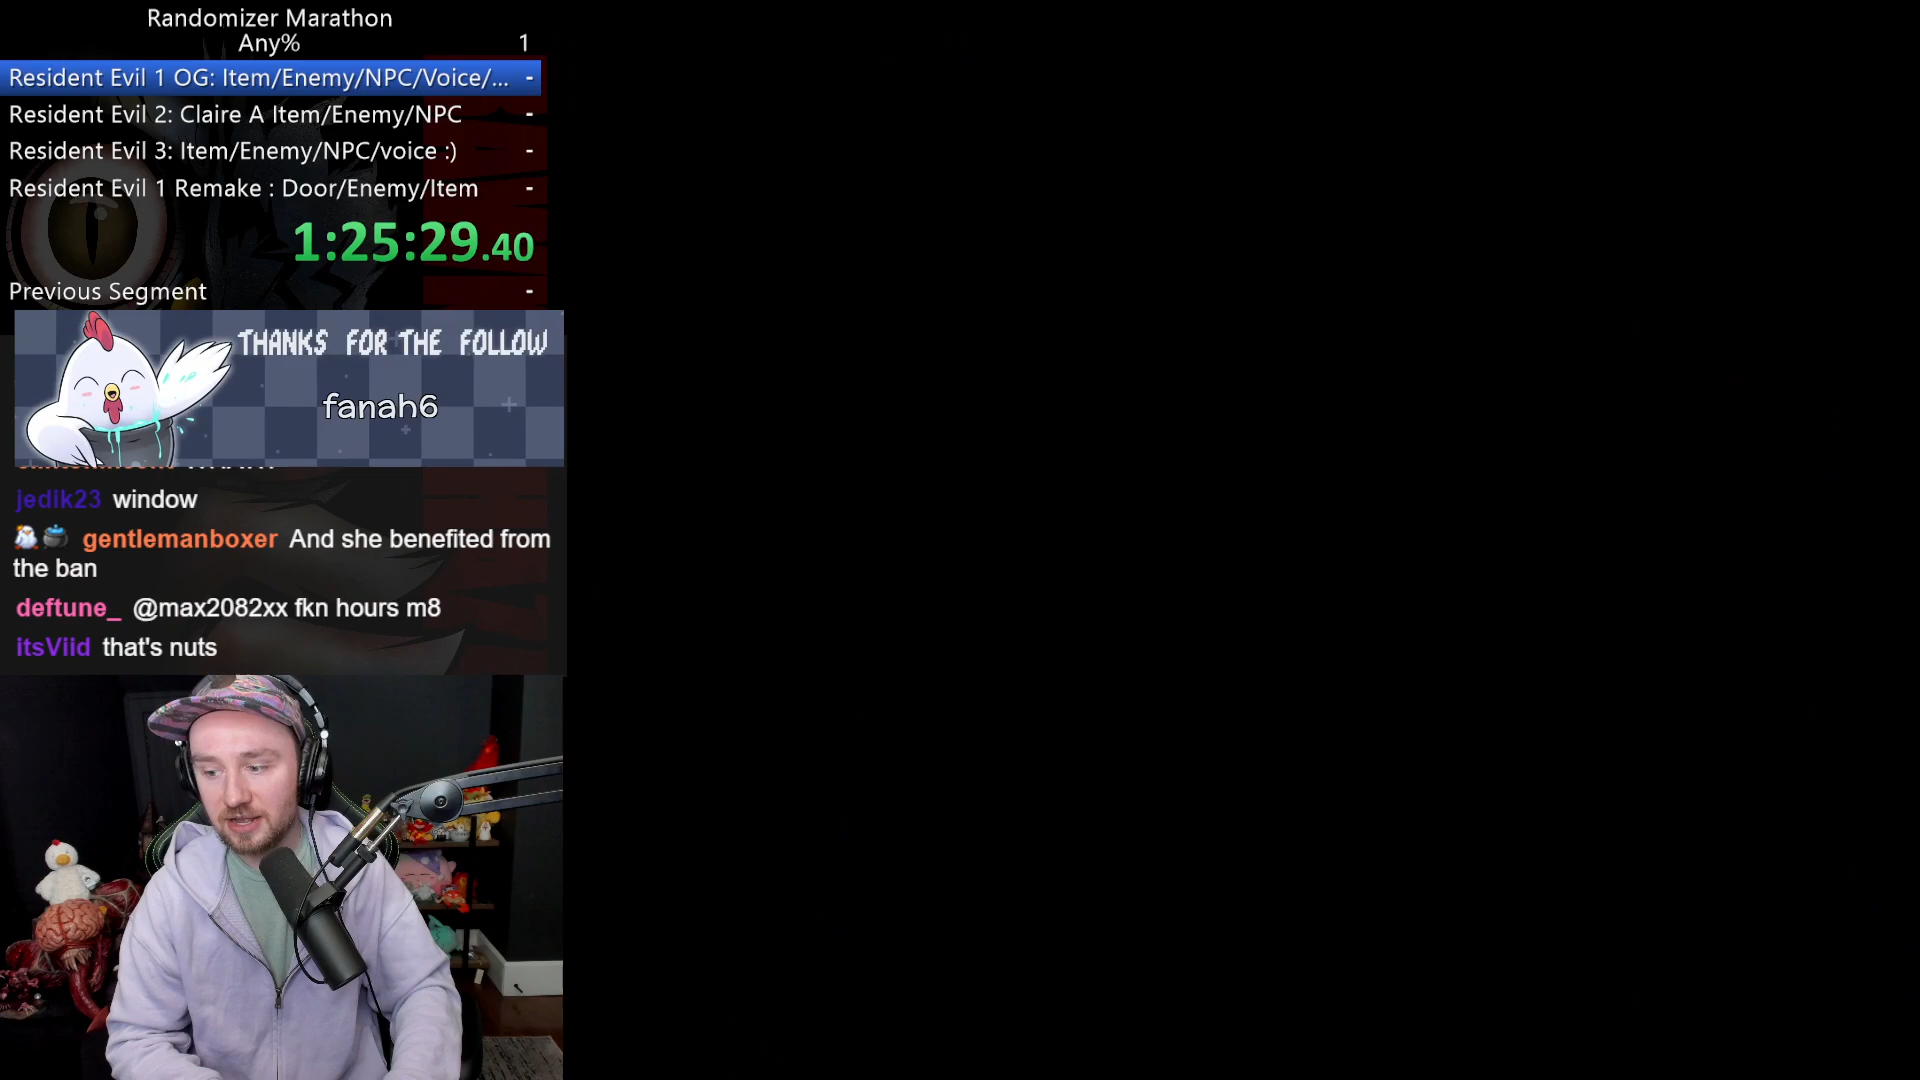 Randomizer Marathon
Any% 1
Resident Evil 1 OG: Item/Enemy/NPC/Voice/... -
Resident Evil 2: Claire A Item/Enemy/NPC -
Resident Evil 3: Item/Enemy/NPC/voice :) -
Resident Evil 1 Remake : Door/Enemy/Item -
1:25:29.40
Previous Segment -
THANKS FOR THE FOLLOW
fanah6
jedik23 window
gentlemanboxer And she benefited from
the ban
deftune_ @max2082xx fkn hours m8
itsViid that's nuts